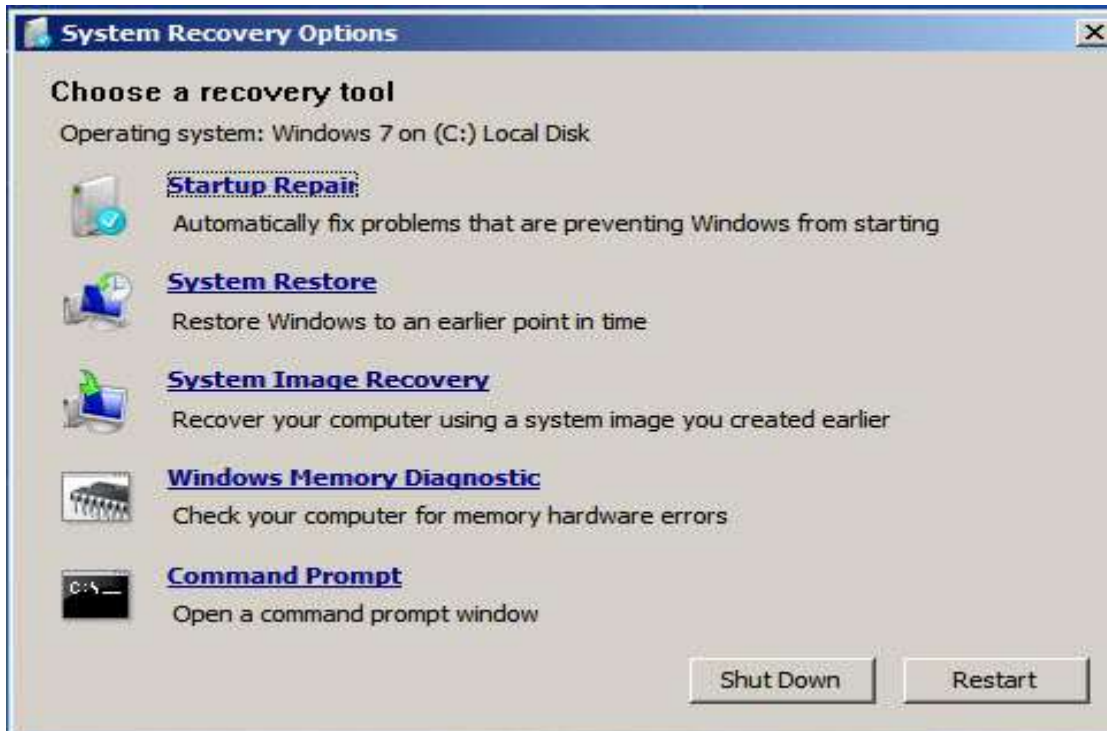 System Recovery Options
Choose a recovery tool
Operating system: Windows 7 on (C:) Local Disk
Startup Repair
Automatically fix problems that are preventing Windows from starting
System Restore
Restore Windows to an earlier point in time
System Image Recovery
Recover your computer using a system image you created earlier
Windows Memory Diagnostic
Check your computer for memory hardware errors
C:\_
Command Prompt
Open a command prompt window
Shut Down
Restart